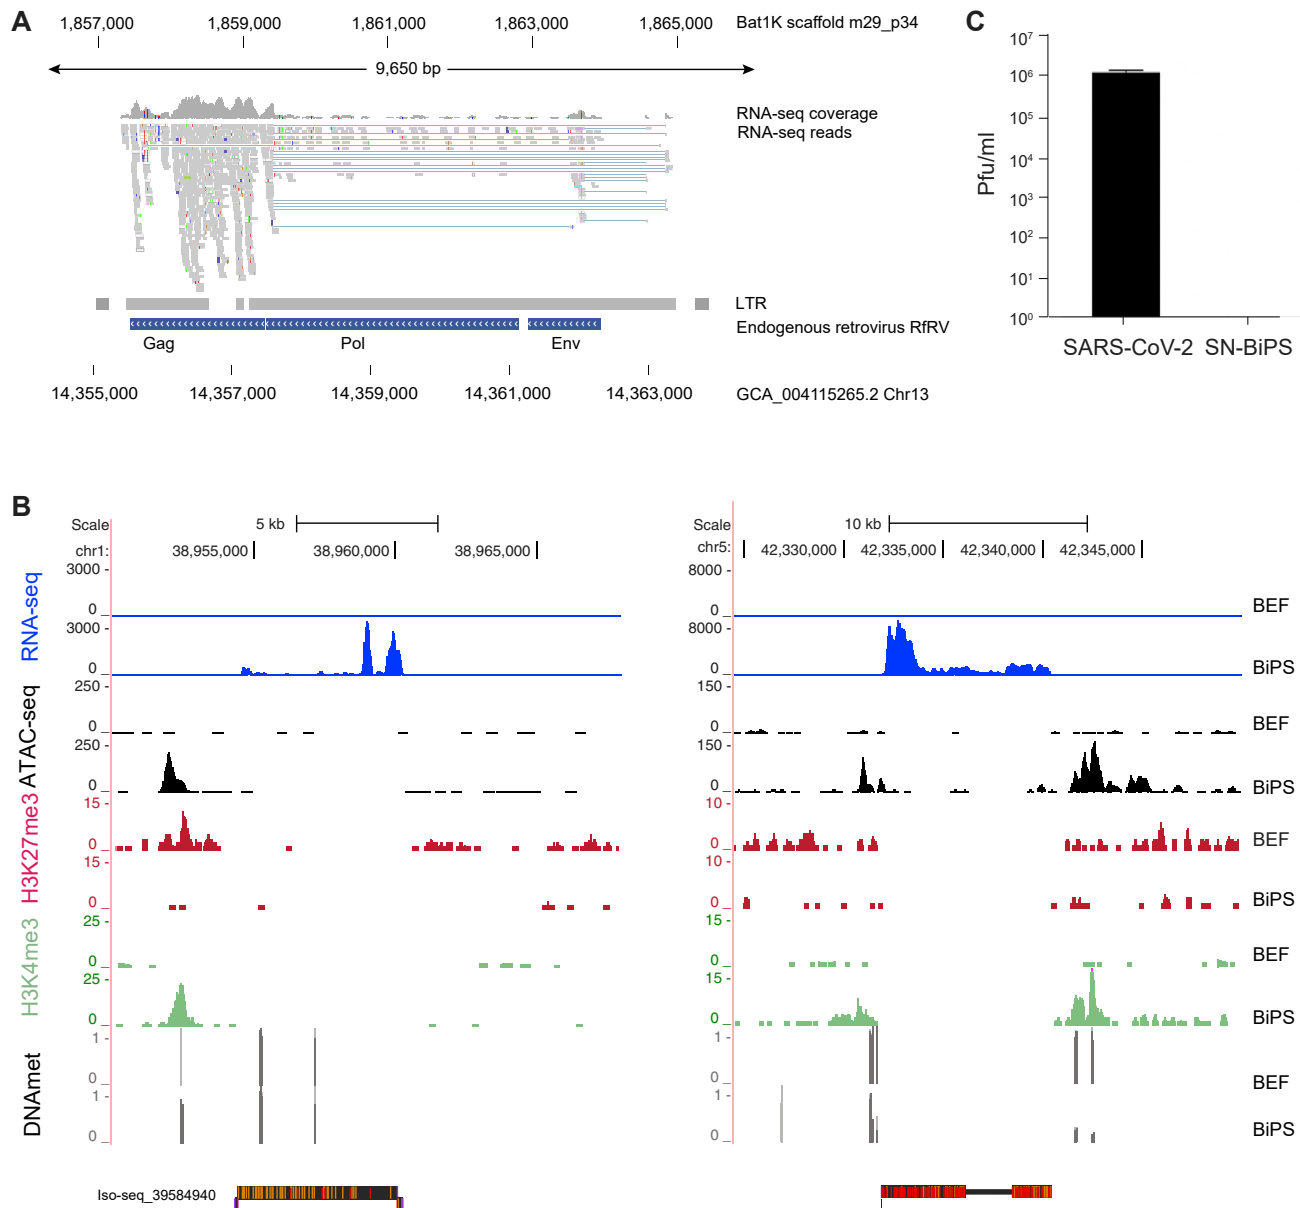 A
1,857,000 1,859,000 1,861,000 1,863,000 1,865,000 Bat1K scaffold m29_p34
9,650 bp
RNA-seq coverage
RNA-seq reads
LTR
Endogenous retrovirus RfRV
Gag Pol Env
14,355,000 14,357,000 14,359,000 14,361,000 14,363,000 GCA_004115265.2 Chr13
C
Pfu/ml
10⁷
10⁶
10⁵
10⁴
10³
10²
10¹
10⁰
SARS-CoV-2 SN-BiPS
B
Scale 5 kb
chr1: 38,955,000 38,960,000 38,965,000
RNA-seq
3000
0
3000
0
ATAC-seq
250
0
250
0
H3K27me3
15
0
15
0
H3K4me3
25
0
25
0
DNAmet
1
0
1
0
Iso-seq_39584940
Scale 10 kb
chr5: 42,330,000 42,335,000 42,340,000 42,345,000
8000
0 BEF
8000
0 BiPS
150
0 BEF
150
0 BiPS
10
0 BEF
10
0 BiPS
15
0 BEF
15
0 BiPS
1
0 BEF
1
0 BiPS